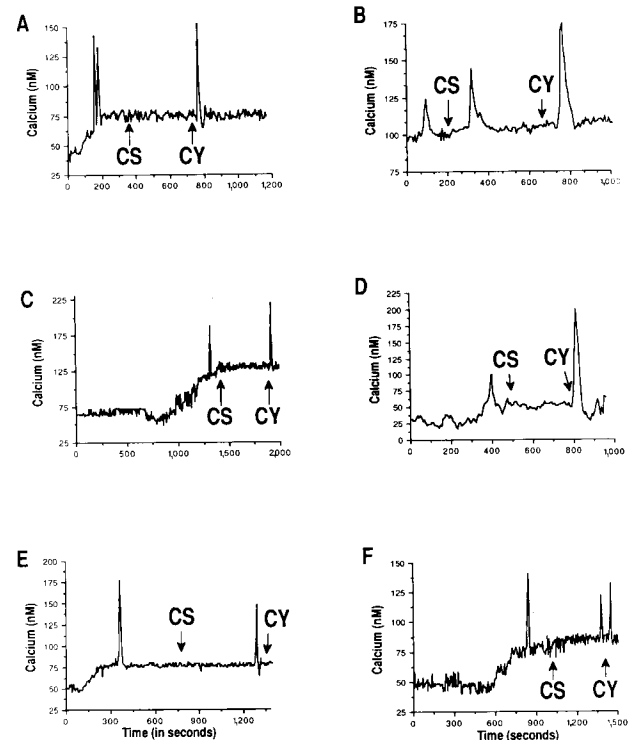 A
Calcium (nM)
150
125
100
75
50
25
CS
CY
0 200 400 600 800 1,000 1,200
B
Calcium (nM)
175
150
125
100
75
CS
CY
0 200 400 600 800 1,000
C
Calcium (nM)
225
175
125
75
25
CS
CY
0 500 1,000 1,500 2,000
D
Calcium (nM)
225
200
175
150
125
100
75
50
25
0
CS
CY
0 200 400 600 800 1,000
E
Calcium (nM)
200
175
150
125
100
75
50
25
CS
CY
0 300 600 900 1,200
Time (in seconds)
F
Calcium (nM)
150
125
100
75
50
25
CS
CY
0 300 600 900 1,200 1,500
Time (seconds)